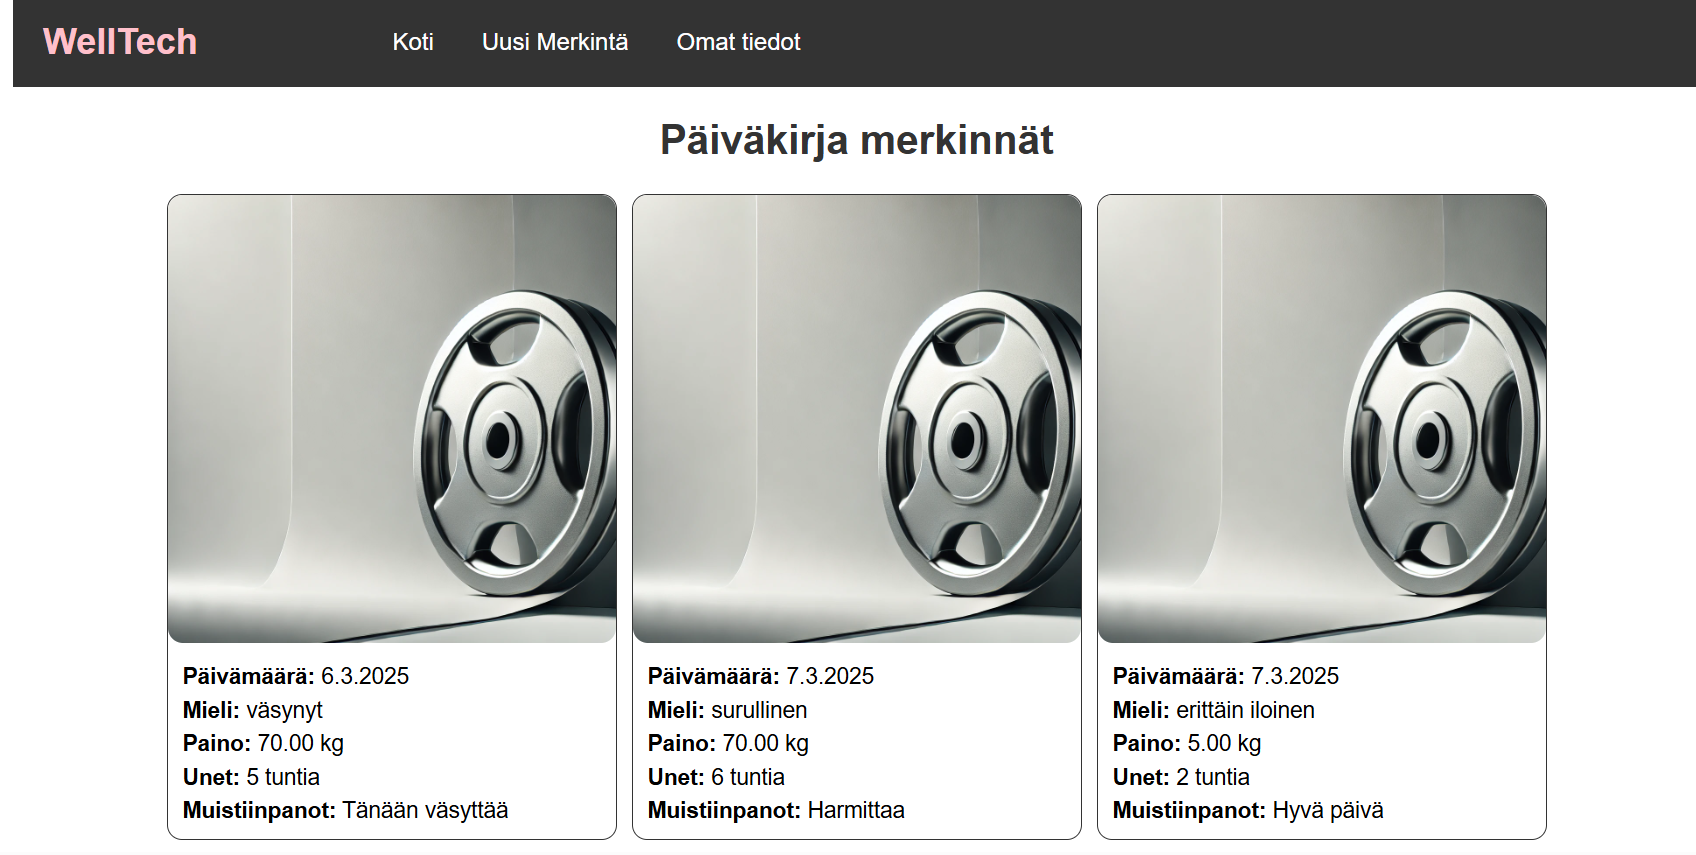 WellTech
Koti
Uusi Merkintä
Omat tiedot
Päiväkirja merkinnät
Päivämäärä: 6.3.2025
Mieli: väsynyt
Paino: 70.00 kg
Unet: 5 tuntia
Muistiinpanot: Tänään väsyttää
Päivämäärä: 7.3.2025
Mieli: surullinen
Paino: 70.00 kg
Unet: 6 tuntia
Muistiinpanot: Harmittaa
Päivämäärä: 7.3.2025
Mieli: erittäin iloinen
Paino: 5.00 kg
Unet: 2 tuntia
Muistiinpanot: Hyvä päivä